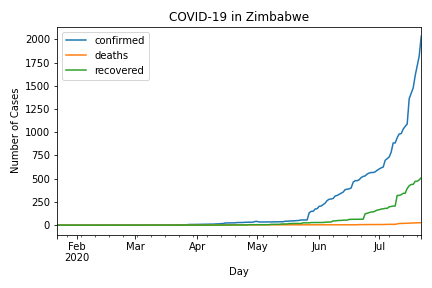 COVID-19 in Zimbabwe
confirmed
deaths
recovered
Number of Cases
2000
1750
1500
1250
1000
750
500
250
0
Feb Mar Apr May Jun Jul
2020
Day